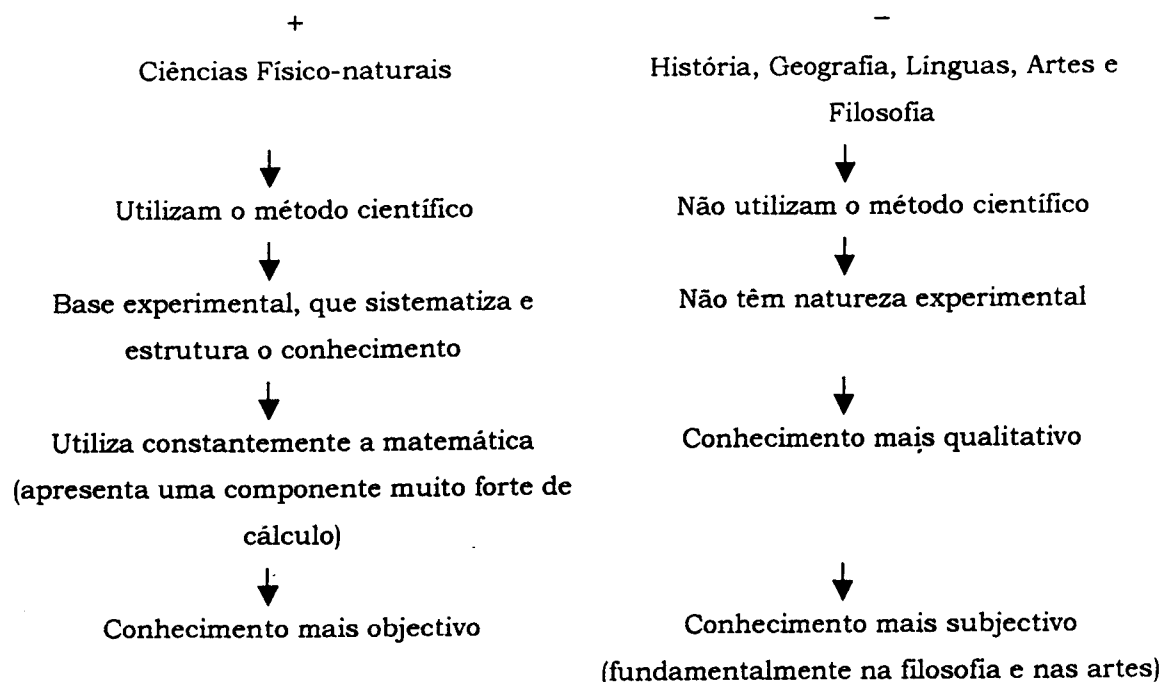 +
Ciências Físico-naturais
Utilizam o método científico
Base experimental, que sistematiza e
estrutura o conhecimento
Utiliza constantemente a matemática
(apresenta uma componente muito forte de
cálculo)
Conhecimento mais objectivo
–
História, Geografia, Línguas, Artes e
Filosofia
Não utilizam o método científico
Não têm natureza experimental
Conhecimento mais qualitativo
Conhecimento mais subjectivo
(fundamentalmente na filosofia e nas artes)